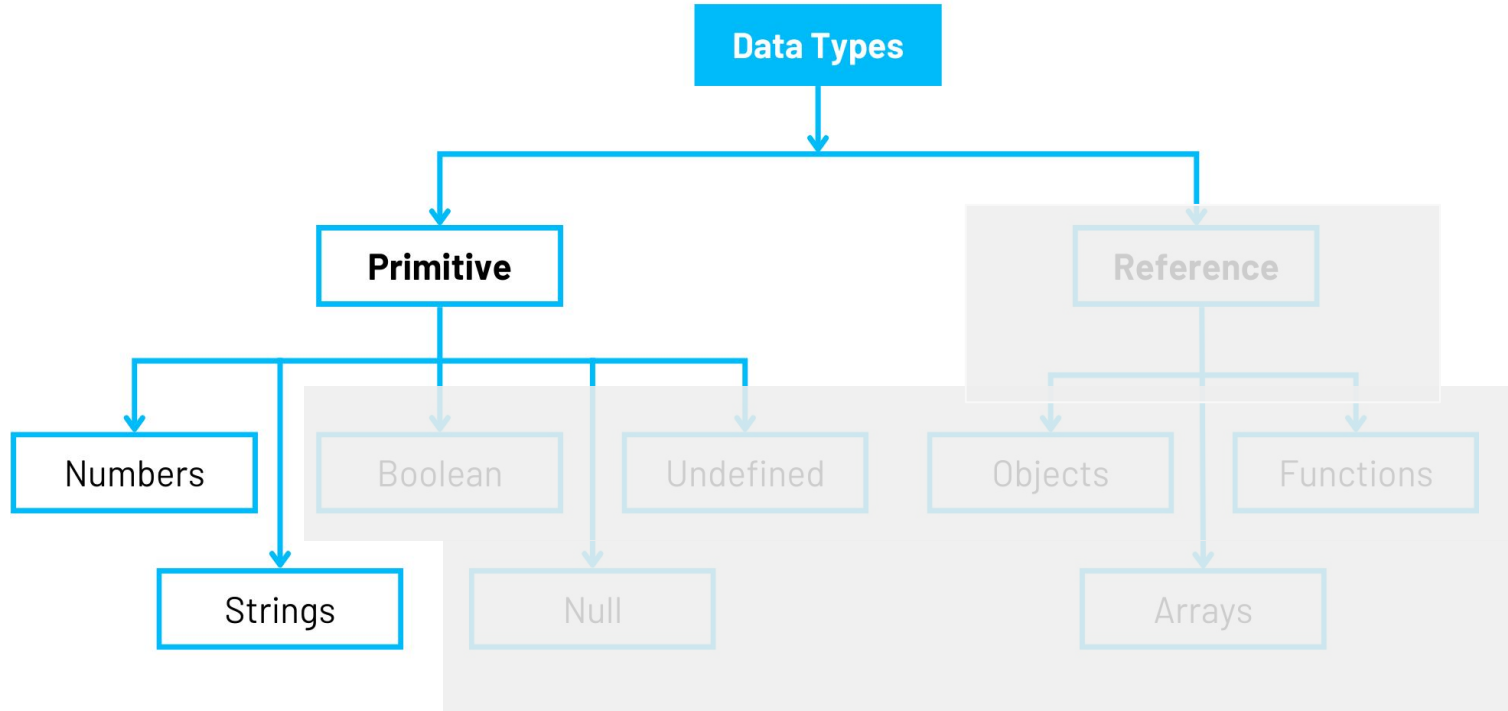 Data Types
Primitive
Reference
Numbers
Boolean
Undefined
Objects
Functions
Strings
Null
Arrays